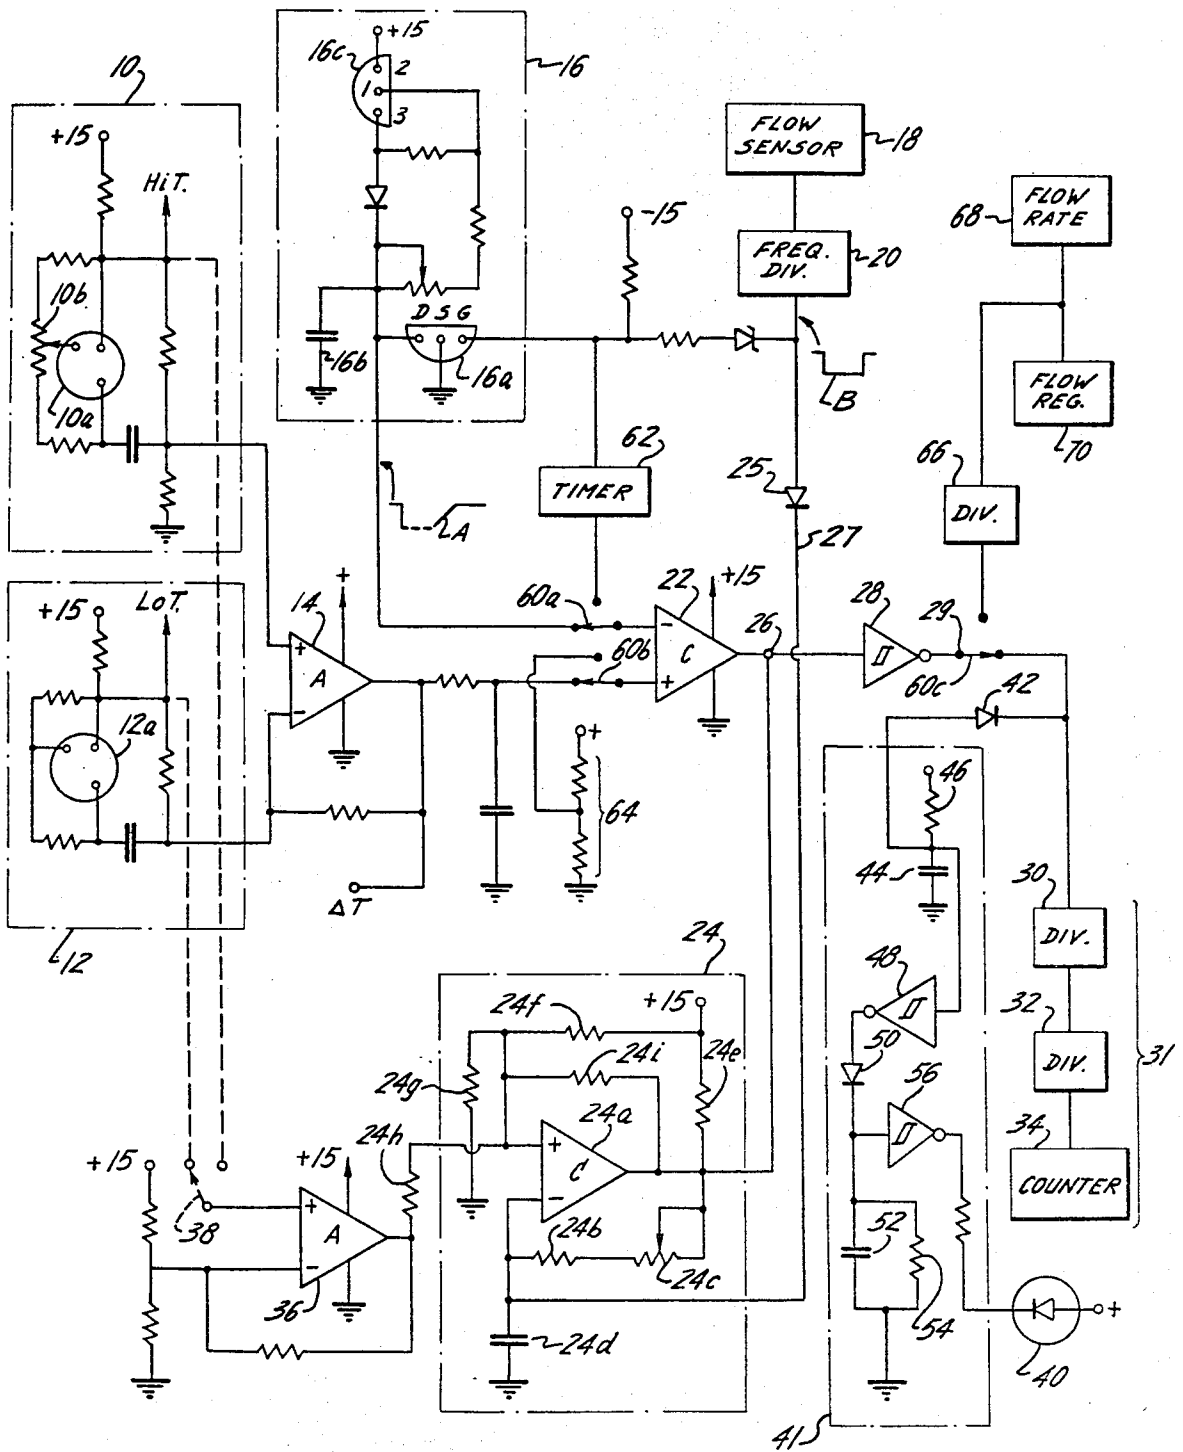 10
+15
HiT.
10b
10a
+15
16c
2
1
3
16
D S G
16b
16a
A
-15
FLOW
SENSOR
18
FREQ.
DIV.
20
B
FLOW
RATE
68
FLOW
REG.
70
66
DIV.
62
TIMER
25
27
+15
LoT.
12a
12
+
14
+
A
-
ΔT
60a
60b
22
+15
-
C
+
26
28
29
60c
42
+
64
46
44
48
50
56
52
54
41
30
DIV.
32
DIV.
31
34
COUNTER
40
+
24
+15
24f
24i
24e
24g
24a
24h
+
C
-
24b
24c
24d
+15
38
+15
+
A
-
36